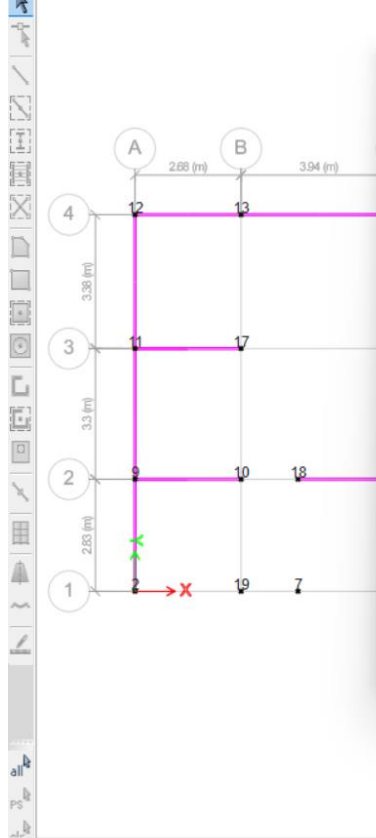 A B
2.68 (m) 3.94 (m)
4 12 13
3.38 (m)
3 11 17
3.3 (m)
2 9 10 18
2.83 (m)
Y
1 2 X 19 7
all
PS